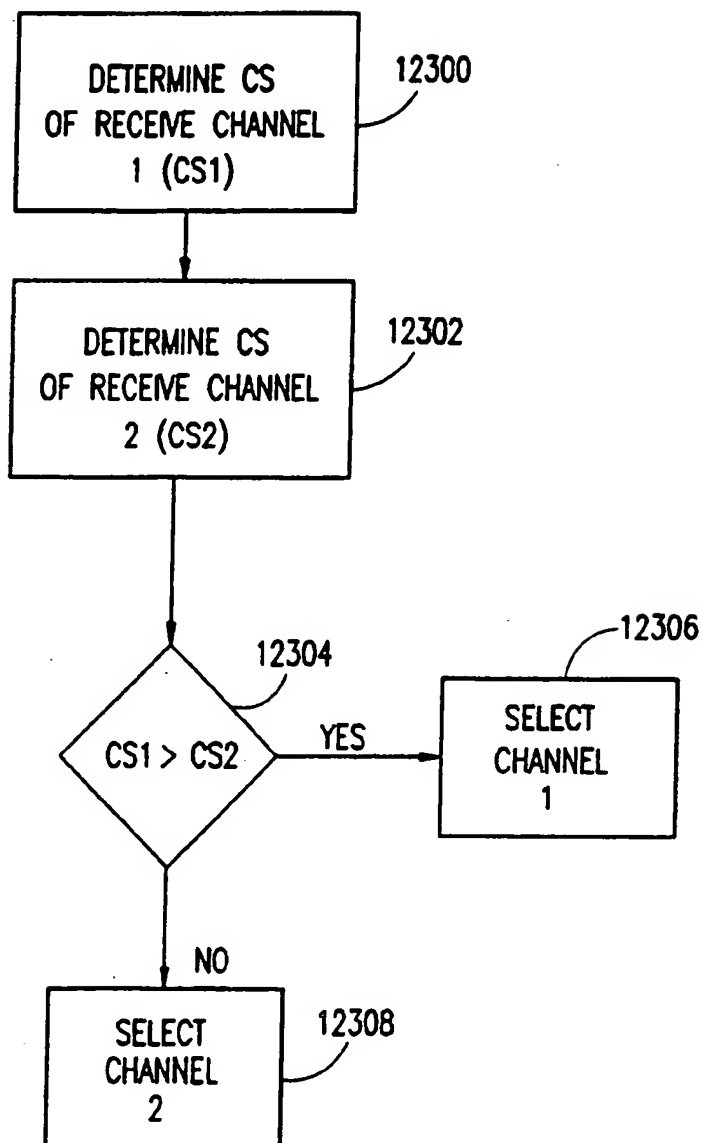 DETERMINE CS
OF RECEIVE CHANNEL
1 (CS1)
12300
DETERMINE CS
OF RECEIVE CHANNEL
2 (CS2)
12302
12304
CS1 > CS2
YES
12306
SELECT
CHANNEL
1
NO
SELECT
CHANNEL
2
12308